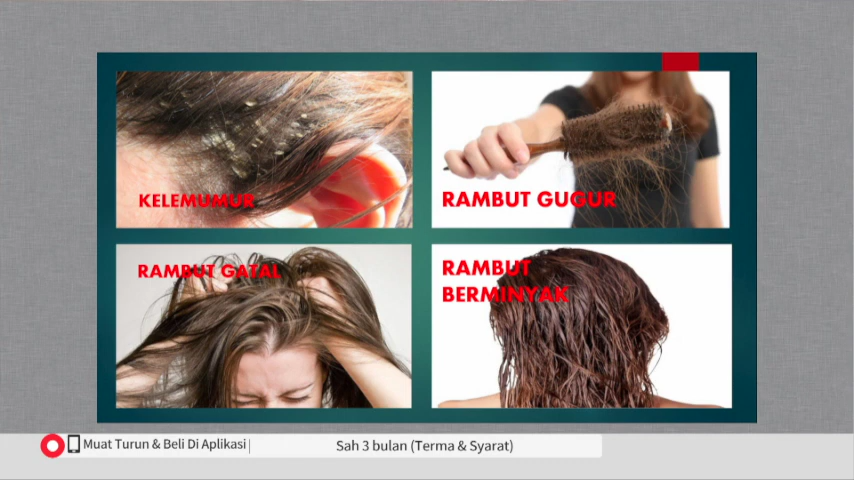 KELEMUMUR
RAMBUT GUGUR
RAMBUT GATAL
RAMBUT
BERMINYAK
Muat Turun & Beli Di Aplikasi
Sah 3 bulan (Terma & Syarat)